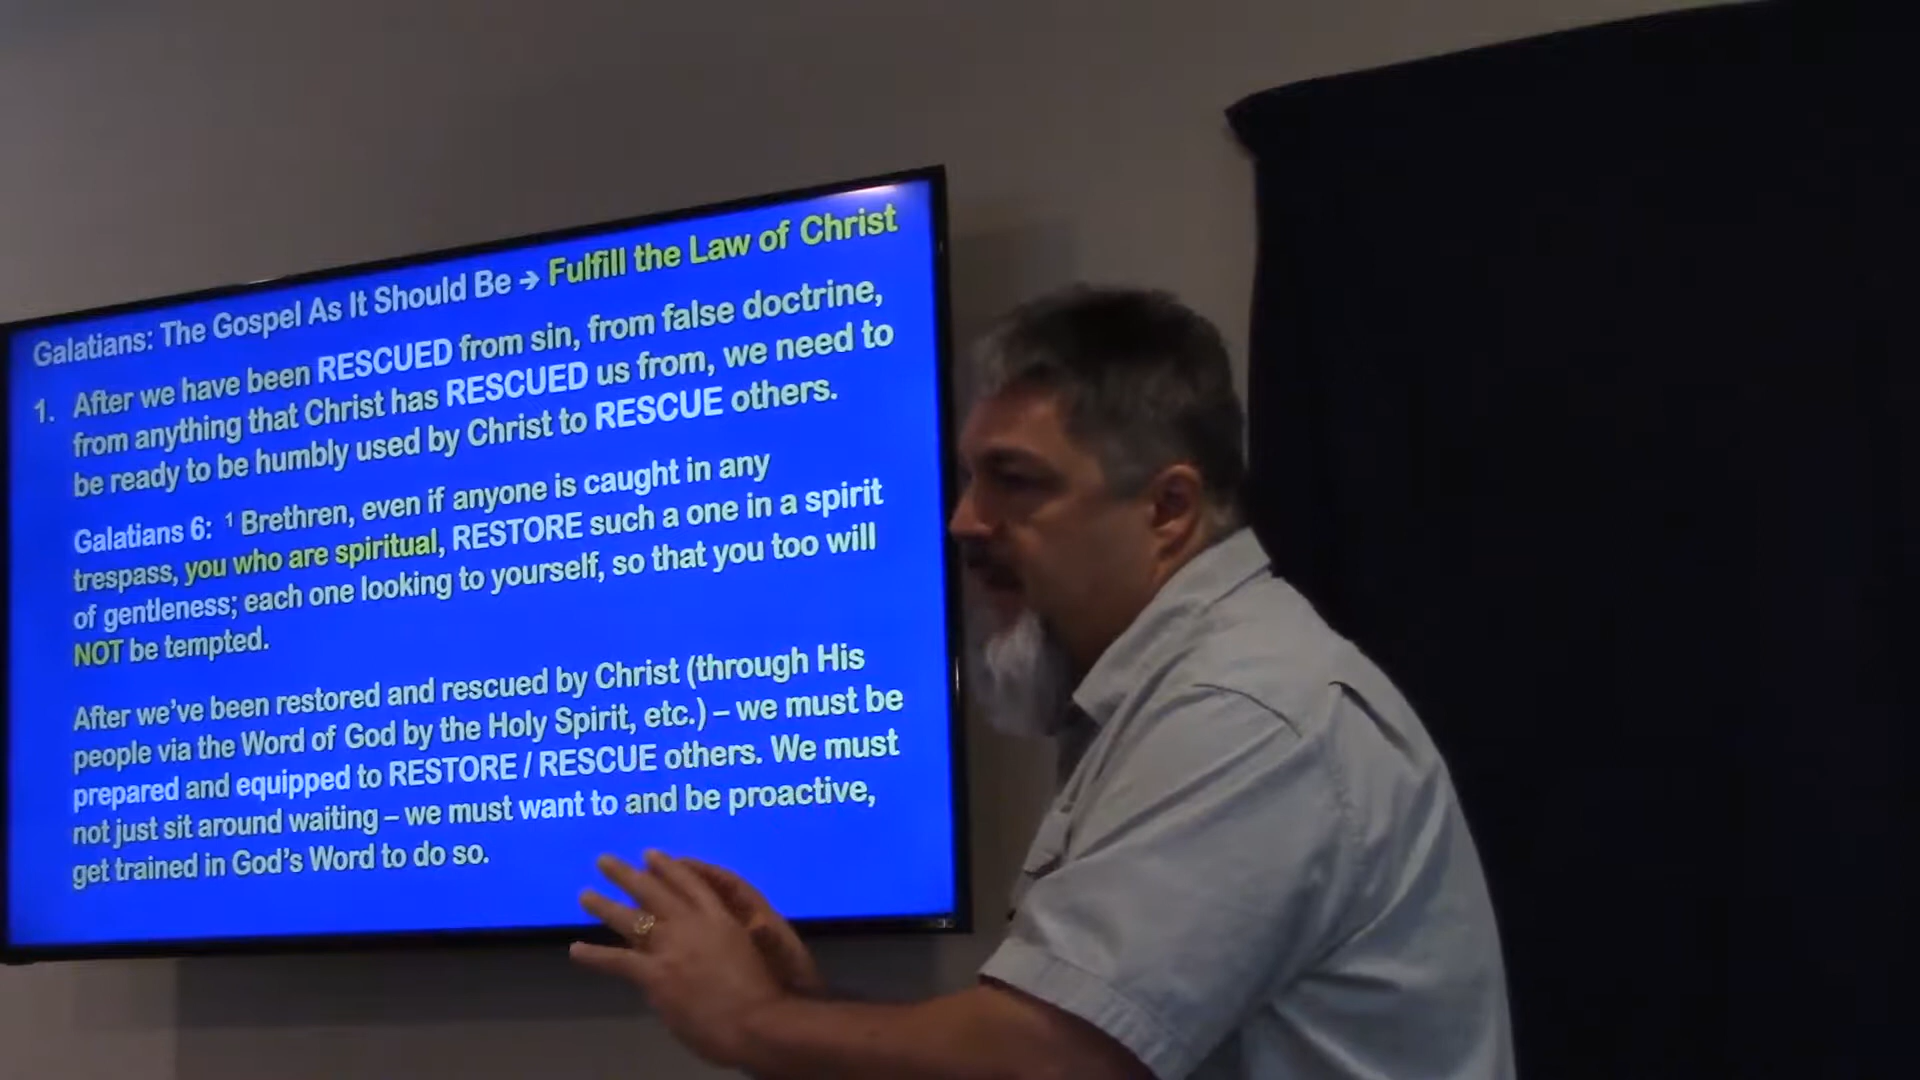 Galatians: The Gospel As It Should Be → Fulfill the Law of Christ
1. After we have been RESCUED from sin, from false doctrine,
from anything that Christ has RESCUED us from, we need to
be ready to be humbly used by Christ to RESCUE others.
Galatians 6: ¹ Brethren, even if anyone is caught in any
trespass, you who are spiritual, RESTORE such a one in a spirit
of gentleness; each one looking to yourself, so that you too will
NOT be tempted.
After we’ve been restored and rescued by Christ (through His
people via the Word of God by the Holy Spirit, etc.) – we must be
prepared and equipped to RESTORE / RESCUE others. We must
not just sit around waiting – we must want to and be proactive,
get trained in God’s Word to do so.